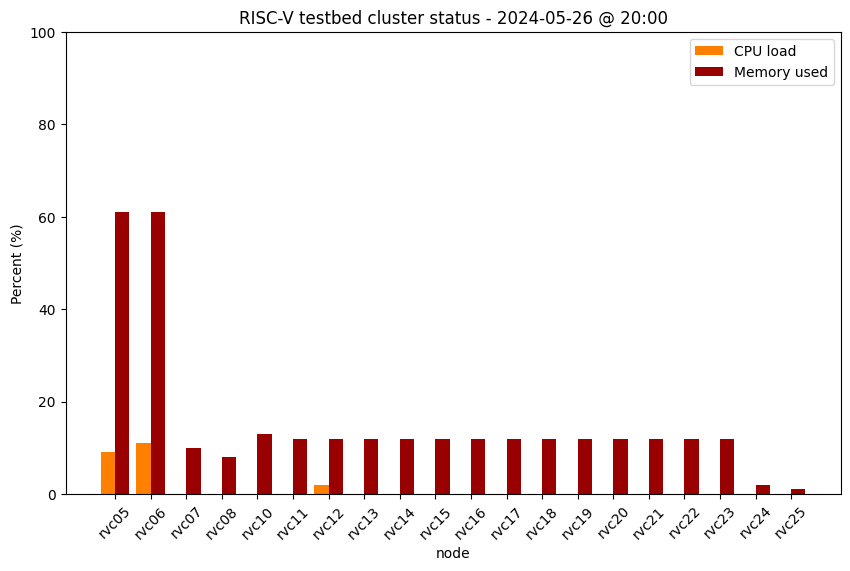 RISC-V testbed cluster status - 2024-05-26 @ 20:00
CPU load
Memory used
Percent (%)
100
80
60
40
20
0
rvc05 rvc06 rvc07 rvc08 rvc10 rvc11 rvc12 rvc13 rvc14 rvc15 rvc16 rvc17 rvc18 rvc19 rvc20 rvc21 rvc22 rvc23 rvc24 rvc25
node